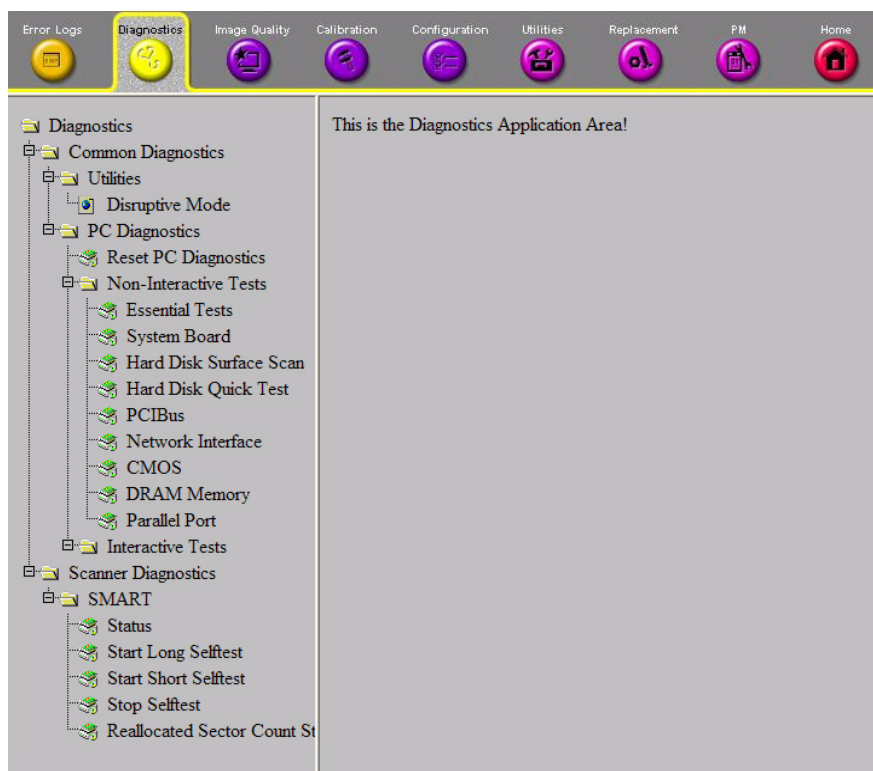 Error Logs
Diagnostics
Image Quality
Calibration
Configuration
Utilities
Replacement
PM
Home
Diagnostics
Common Diagnostics
Utilities
Disruptive Mode
PC Diagnostics
Reset PC Diagnostics
Non-Interactive Tests
Essential Tests
System Board
Hard Disk Surface Scan
Hard Disk Quick Test
PCIBus
Network Interface
CMOS
DRAM Memory
Parallel Port
Interactive Tests
Scanner Diagnostics
SMART
Status
Start Long Selftest
Start Short Selftest
Stop Selftest
Reallocated Sector Count St
This is the Diagnostics Application Area!